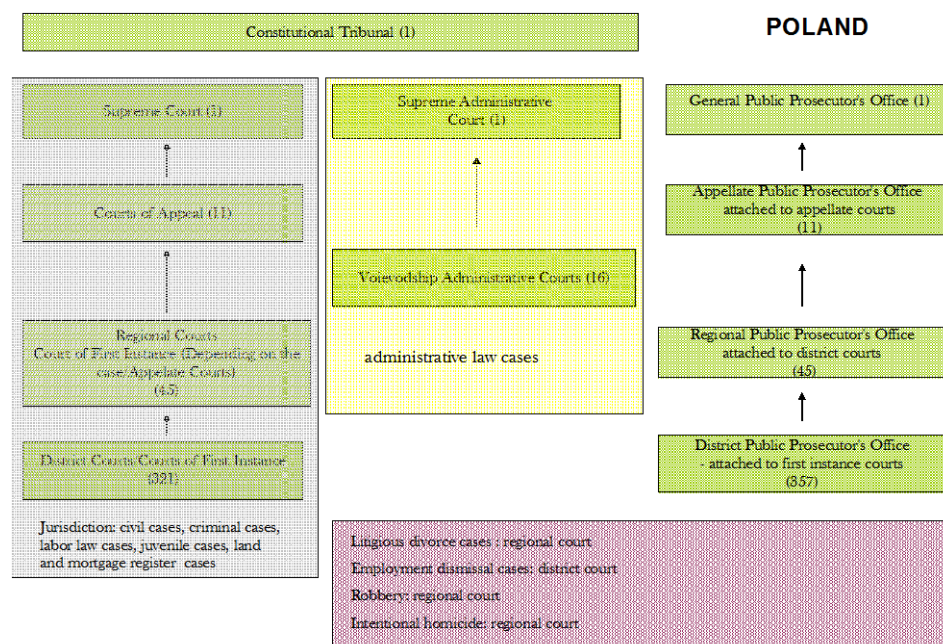 Constitutional Tribunal (1)
POLAND
Supreme Court (1)
Courts of Appeal (11)
Regional Courts
Court of First Instance (Depending on the
case/Appelate Courts)
(45)
District Courts/Courts of First Instance
(321)
Jurisdiction: civil cases, criminal cases,
labor law cases, juvenile cases, land
and mortgage register cases
Supreme Administrative
Court (1)
Voievodship Administrative Courts (16)
administrative law cases
General Public Prosecutor's Office (1)
Appellate Public Prosecutor's Office
attached to appellate courts
(11)
Regional Public Prosecutor's Office
attached to district courts
(45)
District Public Prosecutor's Office
- attached to first instance courts
(357)
Litigious divorce cases : regional court
Employment dismissal cases: district court
Robbery: regional court
Intentional homicide: regional court